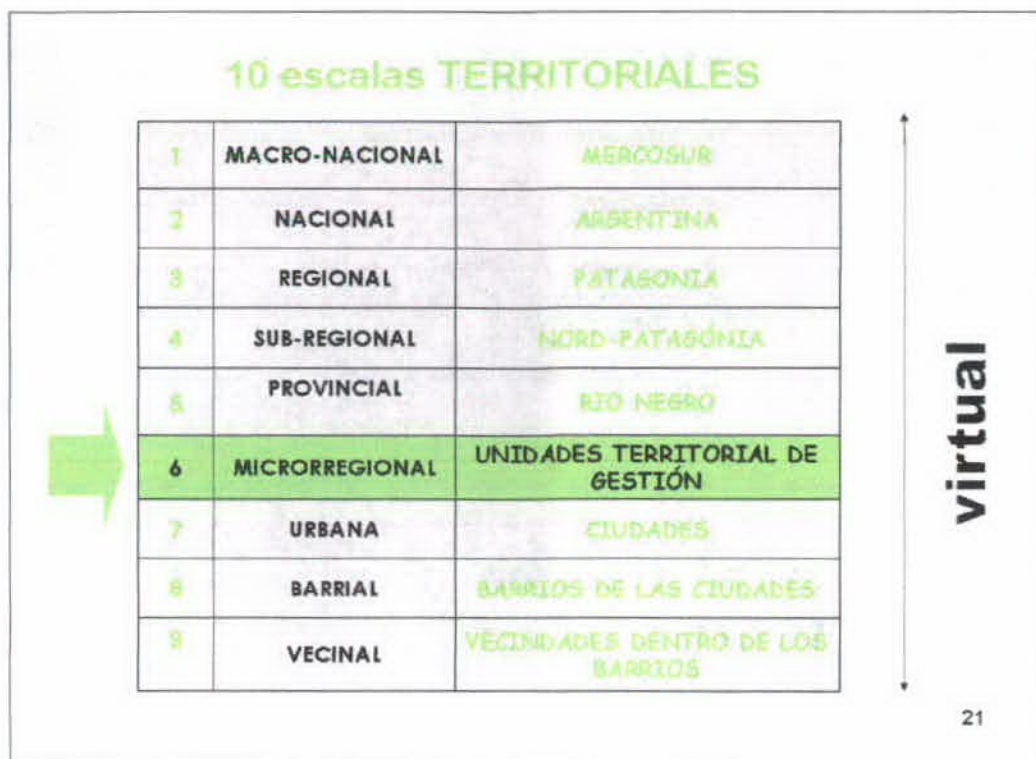 10 escalas TERRITORIALES
1 MACRO-NACIONAL MERCOSUR
2 NACIONAL ARGENTINA
3 REGIONAL PATAGONIA
4 SUB-REGIONAL NORD-PATAGÓNIA
5 PROVINCIAL RIO NEGRO
6 MICRORREGIONAL UNIDADES TERRITORIAL DE
GESTIÓN
7 URBANA CIUDADES
8 BARRIAL BARRIOS DE LAS CIUDADES
9 VECINAL VECINDADES DENTRO DE LOS
BARRIOS
virtual
21